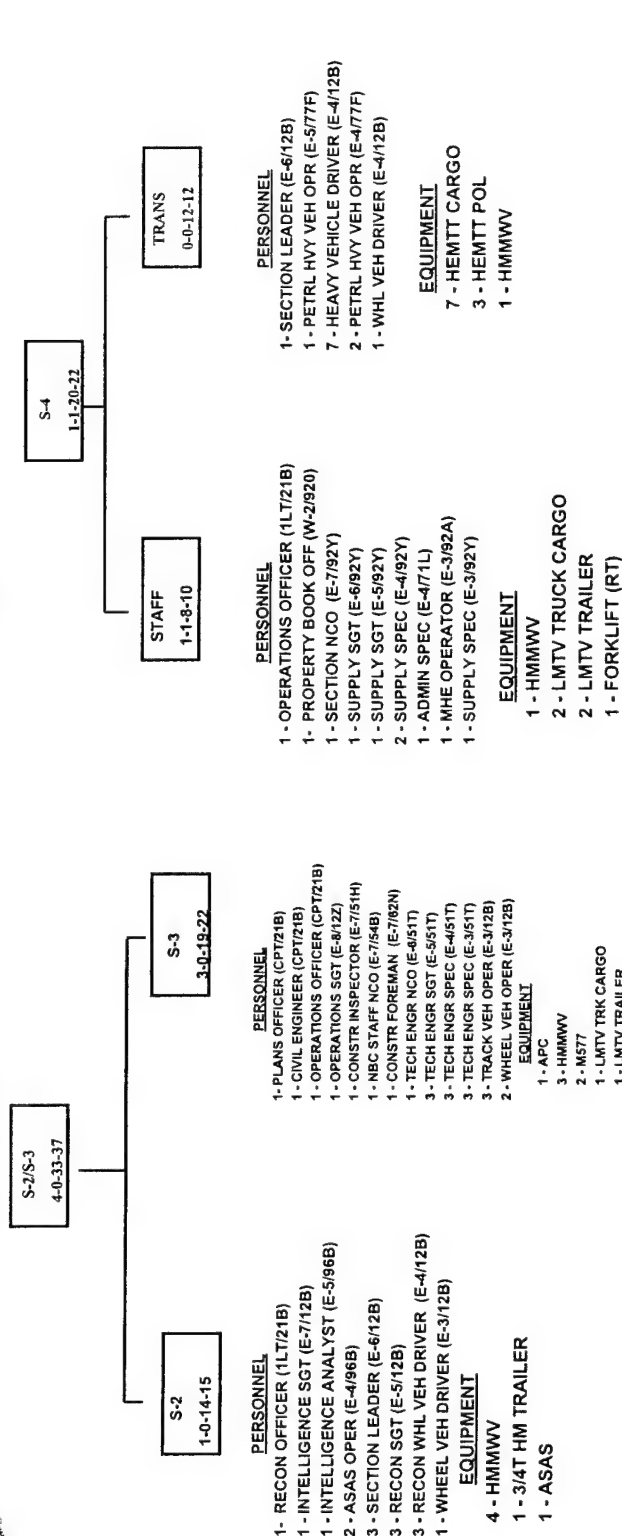 S-2/S-3
4-0-33-37
S-2
1-0-14-15
PERSONNEL
1- RECON OFFICER (1LT/21B)
1 - INTELLIGENCE SGT (E-7/12B)
1 - INTELLIGENCE ANALYST (E-5/96B)
2 - ASAS OPER (E-4/96B)
3 - SECTION LEADER (E-6/12B)
3 - RECON SGT (E-5/12B)
3 - RECON WHL VEH DRIVER (E-4/12B)
1 - WHEEL VEH DRIVER (E-3/12B)
EQUIPMENT
4 - HMMWV
1 - 3/4T HM TRAILER
1 - ASAS
S-3
3-0-19-22
PERSONNEL
1- PLANS OFFICER (CPT/21B)
1 - CIVIL ENGINEER (CPT/21B)
1 - OPERATIONS OFFICER (CPT/21B)
1 - OPERATIONS SGT (E-8/12Z)
1 - CONSTR INSPECTOR (E-7/51H)
1 - NBC STAFF NCO (E-7/54B)
1 - CONSTR FOREMAN (E-7/62N)
1 - TECH ENGR NCO (E-6/51T)
3 - TECH ENGR SGT (E-5/51T)
3 - TECH ENGR SPEC (E-4/51T)
3 - TECH ENGR SPEC (E-3/51T)
3 - TRACK VEH OPER (E-3/12B)
2 - WHEEL VEH OPER (E-3/12B)
EQUIPMENT
1 - APC
3 - HMMWV
2 - M577
1 - LMTV TRK CARGO
1 - LMTV TRAILER
S-4
1-1-20-22
STAFF
1-1-8-10
PERSONNEL
1 - OPERATIONS OFFICER (1LT/21B)
1- PROPERTY BOOK OFF (W-2/920)
1 - SECTION NCO (E-7/92Y)
1 - SUPPLY SGT (E-6/92Y)
1 - SUPPLY SGT (E-5/92Y)
2 - SUPPLY SPEC (E-4/92Y)
1 - ADMIN SPEC (E-4/71L)
1 - MHE OPERATOR (E-3/92A)
1 - SUPPLY SPEC (E-3/92Y)
EQUIPMENT
1 - HMMWV
2 - LMTV TRUCK CARGO
2 - LMTV TRAILER
1 - FORKLIFT (RT)
TRANS
0-0-12-12
PERSONNEL
1- SECTION LEADER (E-6/12B)
1 - PETRL HVY VEH OPR (E-5/77F)
7 - HEAVY VEHICLE DRIVER (E-4/12B)
2 - PETRL HVY VEH OPR (E-4/77F)
1 - WHL VEH DRIVER (E-4/12B)
EQUIPMENT
7 - HEMTT CARGO
3 - HEMTT POL
1 - HMMWV